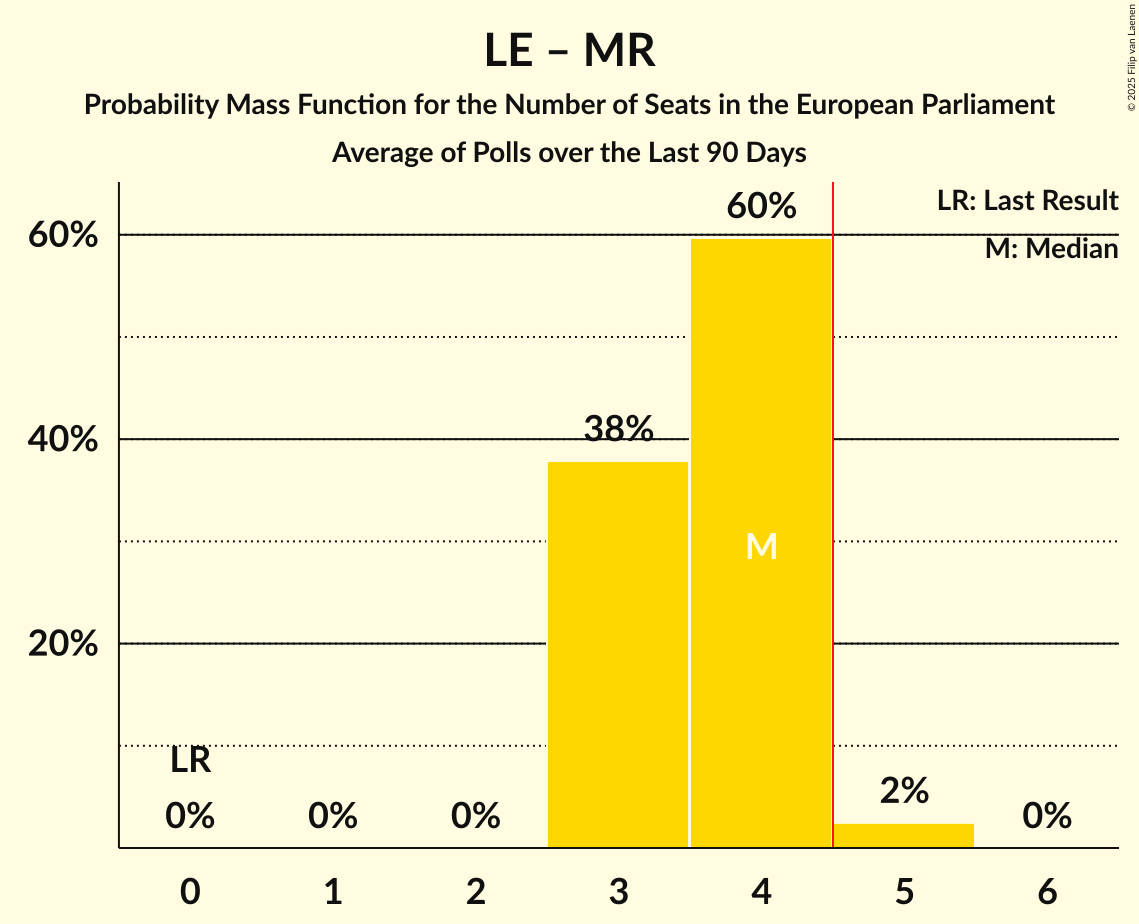 LE – MR
Probability Mass Function for the Number of Seats in the European Parliament
Average of Polls over the Last 90 Days
© 2025 Filip van Laenen
LR: Last Result
M: Median
60%
40%
20%
60%
38%
M
LR
0%
0%
0%
2%
0%
0
1
2
3
4
5
6